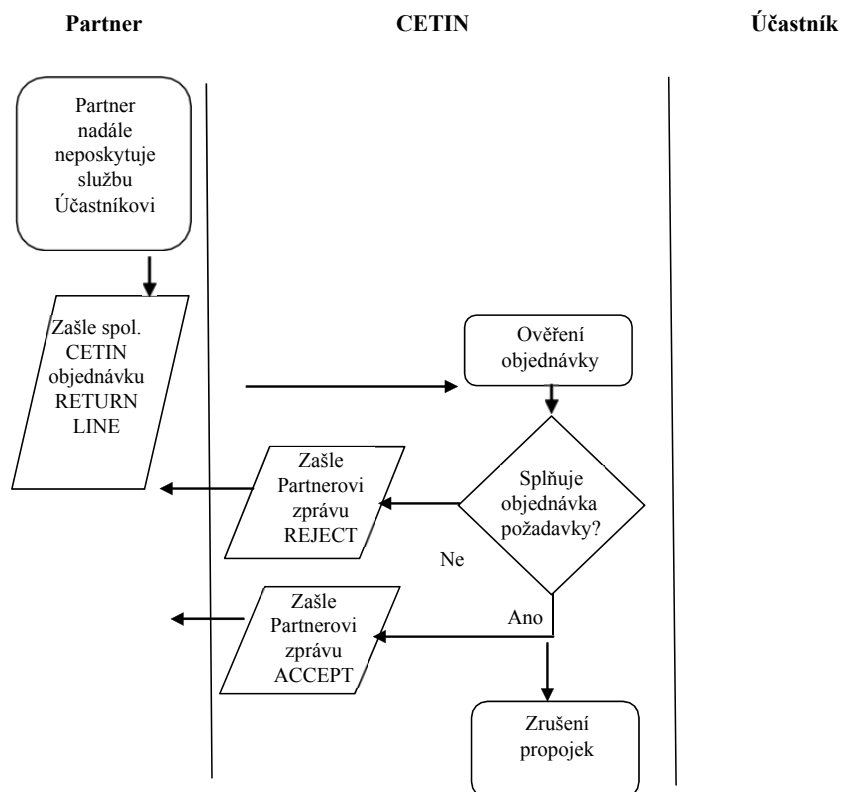 Partner
CETIN
Účastník
Partner
nadále
neposkytuje
službu
Účastníkovi
Zašle spol.
CETIN
objednávku
RETURN
LINE
Ověření
objednávky
Splňuje
objednávka
požadavky?
Zašle
Partnerovi
zprávu
REJECT
Ne
Ano
Zašle
Partnerovi
zprávu
ACCEPT
Zrušení
propojek